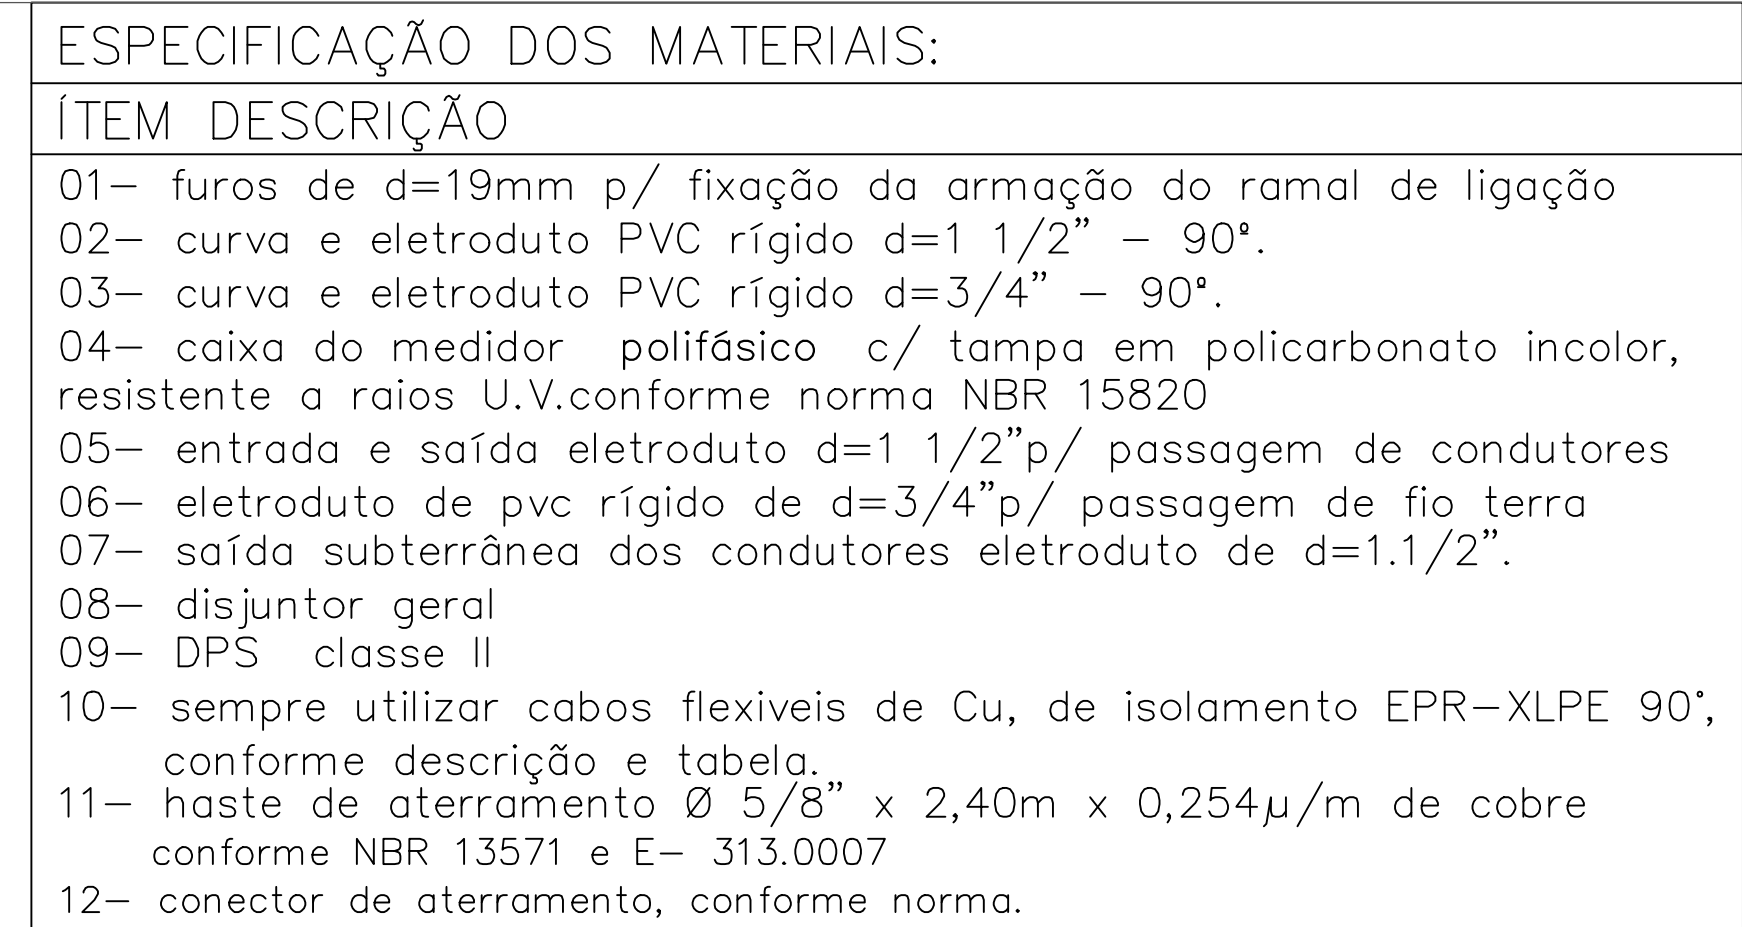 ESPECIFICAÇÃO DOS MATERIAIS:
ÍTEM DESCRIÇÃO
01- furos de d=19mm p/ fixação da armação do ramal de ligação
02- curva e eletroduto PVC rígido d=1 1/2" - 90º.
03- curva e eletroduto PVC rígido d=3/4" - 90º.
04- caixa do medidor polifásico c/ tampa em policarbonato incolor,
resistente a raios U.V.conforme norma NBR 15820
05- entrada e saída eletroduto d=1 1/2"p/ passagem de condutores
06- eletroduto de pvc rígido de d=3/4"p/ passagem de fio terra
07- saída subterrânea dos condutores eletroduto de d=1.1/2".
08- disjuntor geral
09- DPS classe II
10- sempre utilizar cabos flexiveis de Cu, de isolamento EPR-XLPE 90°,
conforme descrição e tabela.
11- haste de aterramento Ø 5/8" x 2,40m x 0,254µ/m de cobre
conforme NBR 13571 e E- 313.0007
12- conector de aterramento, conforme norma.